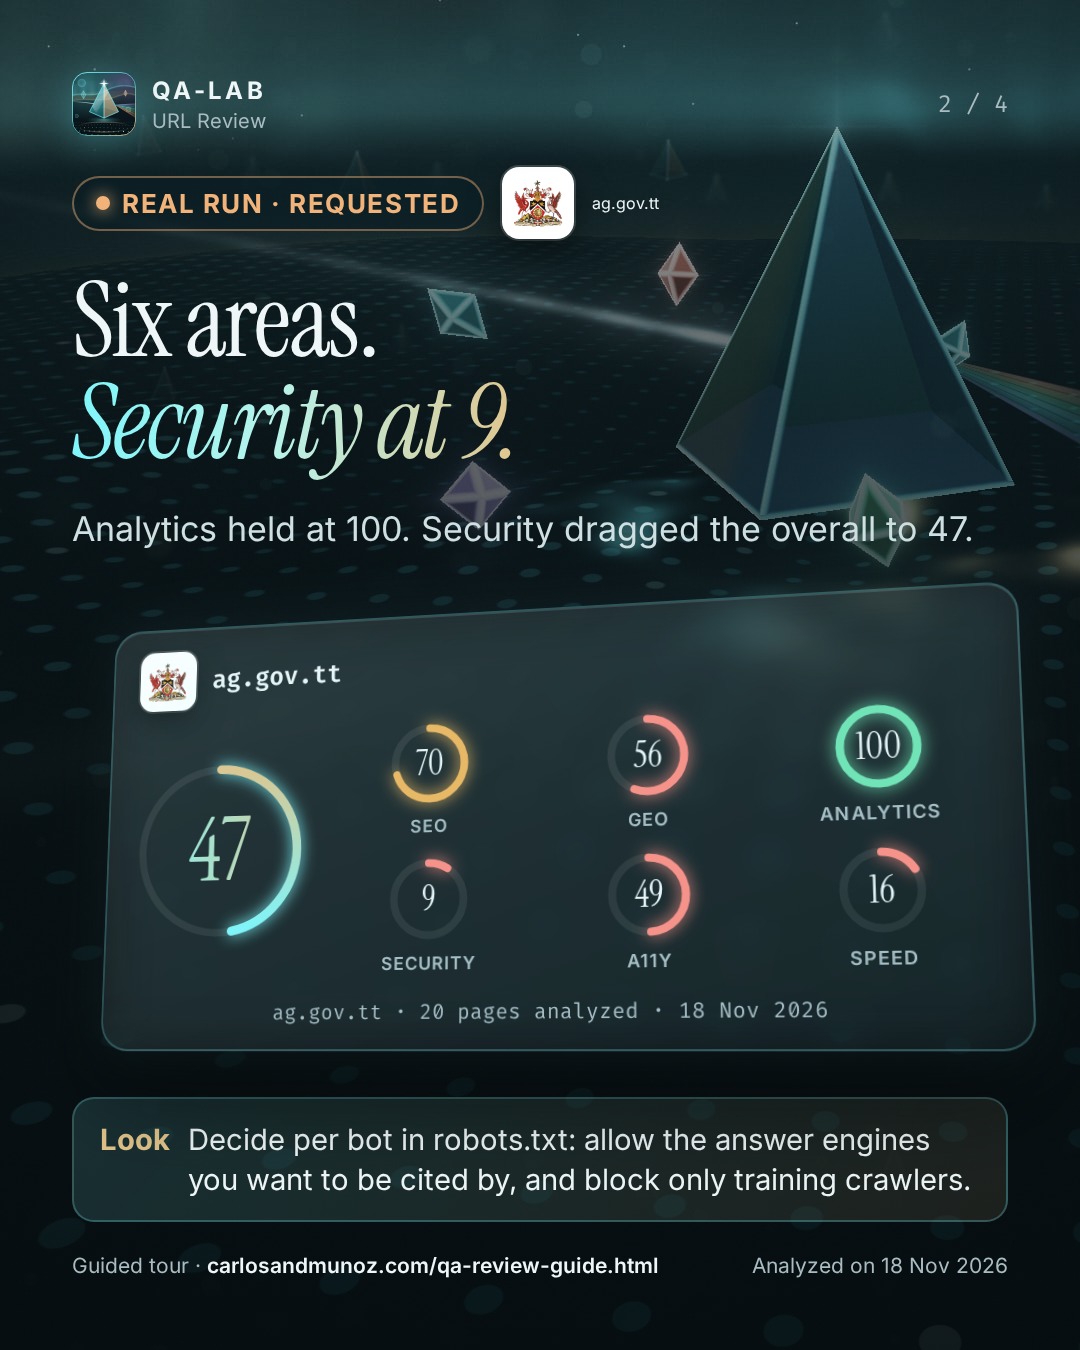 QA-LAB
URL Review
2 / 4
REAL RUN · REQUESTED
ag.gov.tt
Six areas.
Security at 9.
Analytics held at 100. Security dragged the overall to 47.
ag.gov.tt
47
70
SEO
56
GEO
100
ANALYTICS
9
SECURITY
49
A11Y
16
SPEED
ag.gov.tt · 20 pages analyzed · 18 Nov 2026
Look Decide per bot in robots.txt: allow the answer engines
you want to be cited by, and block only training crawlers.
Guided tour · carlosandmunoz.com/qa-review-guide.html
Analyzed on 18 Nov 2026